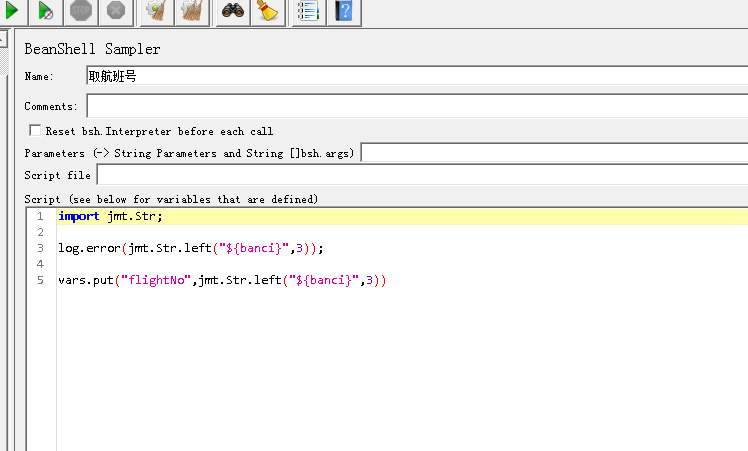 STOP
BeanShell Sampler
Name: 取航班号
Comments:
Reset bsh.Interpreter before each call
Parameters (-> String Parameters and String []bsh.args)
Script file
Script (see below for variables that are defined)
1 import jmt.Str;
2
3 log.error(jmt.Str.left("${banci}",3));
4
5 vars.put("flightNo",jmt.Str.left("${banci}",3))